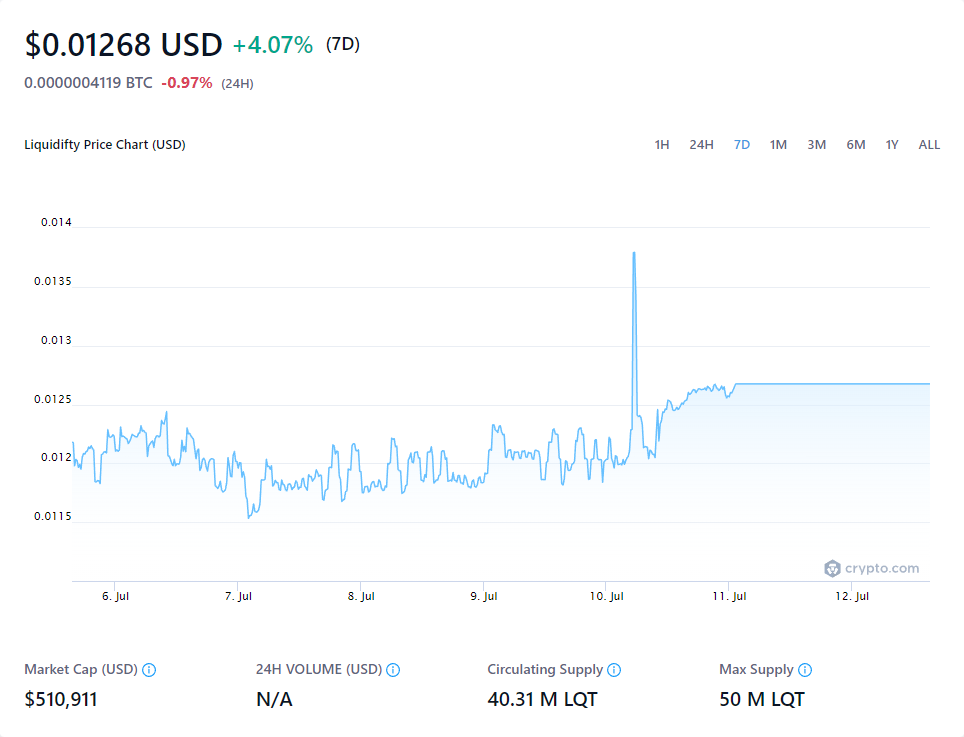 $0.01268 USD +4.07% (7D)
0.0000004119 BTC -0.97% (24H)
Liquidifty Price Chart (USD) 1H 24H 7D 1M 3M 6M 1Y ALL
0.014
0.0135
0.013
0.0125
0.012
0.0115
crypto.com
6. Jul 7. Jul 8. Jul 9. Jul 10. Jul 11. Jul 12. Jul
Market Cap (USD) 24H VOLUME (USD) Circulating Supply Max Supply
$510,911 N/A 40.31 M LQT 50 M LQT